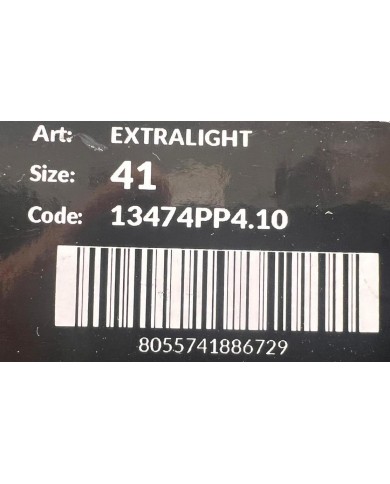 Art: EXTRALIGHT
Size: 41
Code: 13474PP4.10
8055741886729